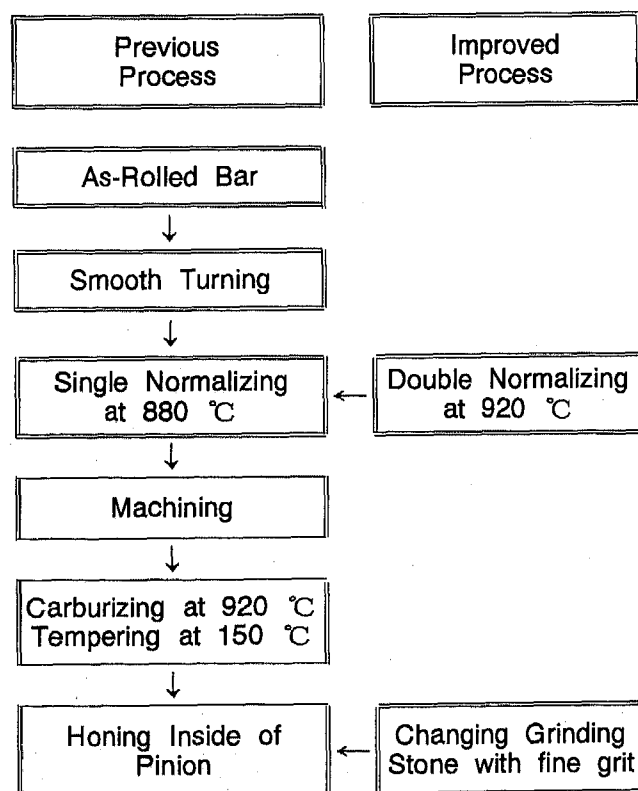 Previous
Process
Improved
Process
As-Rolled Bar
↓
Smooth Turning
↓
Single Normalizing
at 880 ℃
←
Double Normalizing
at 920 ℃
↓
Machining
↓
Carburizing at 920 ℃
Tempering at 150 ℃
↓
Honing Inside of
Pinion
←
Changing Grinding
Stone with fine grit